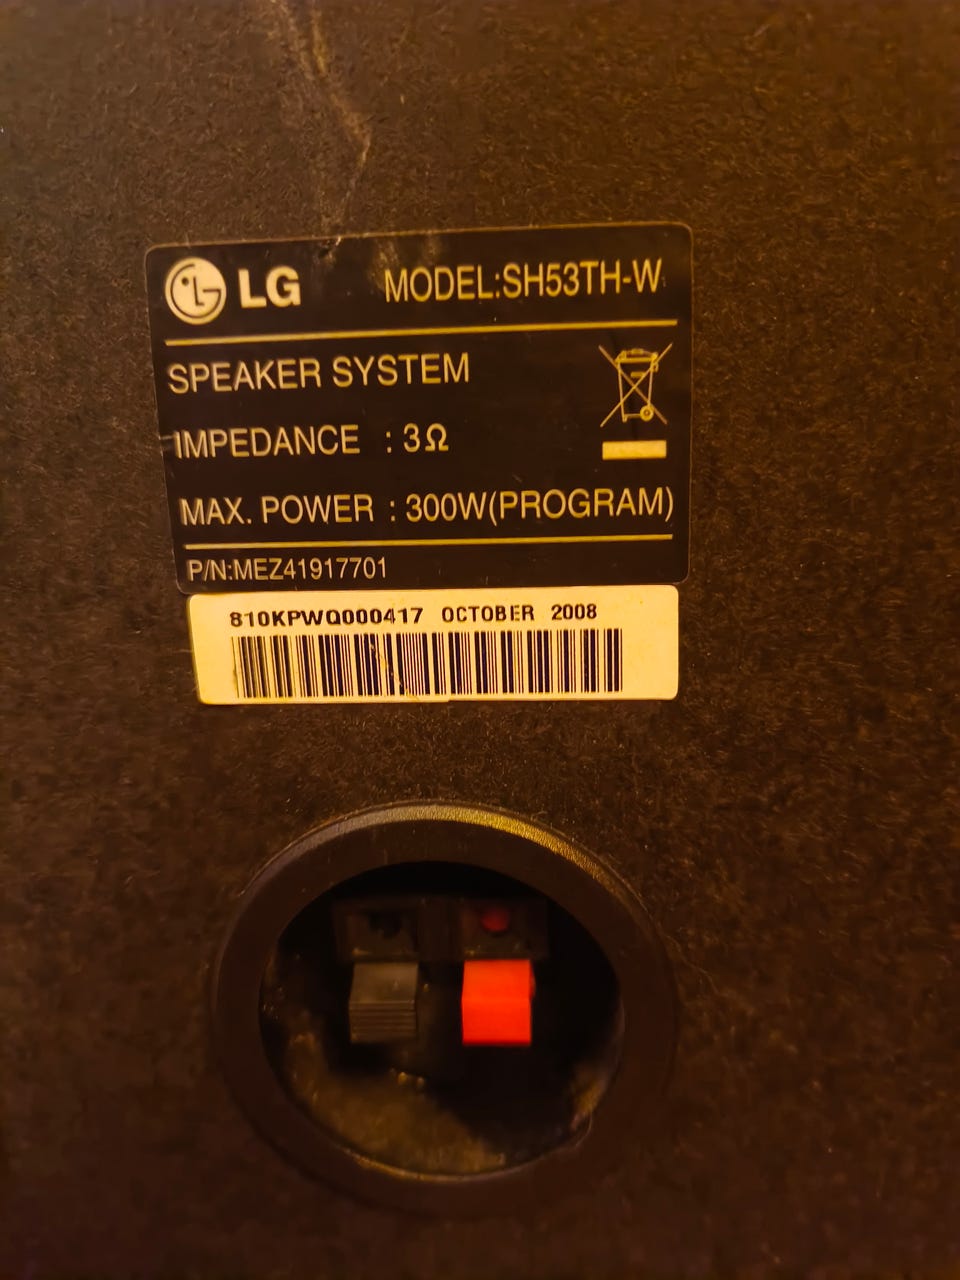 LG MODEL:SH53TH-W
SPEAKER SYSTEM
IMPEDANCE : 3Ω
MAX. POWER : 300W(PROGRAM)
P/N:MEZ41917701
810KPWQ000417 OCTOBER 2008